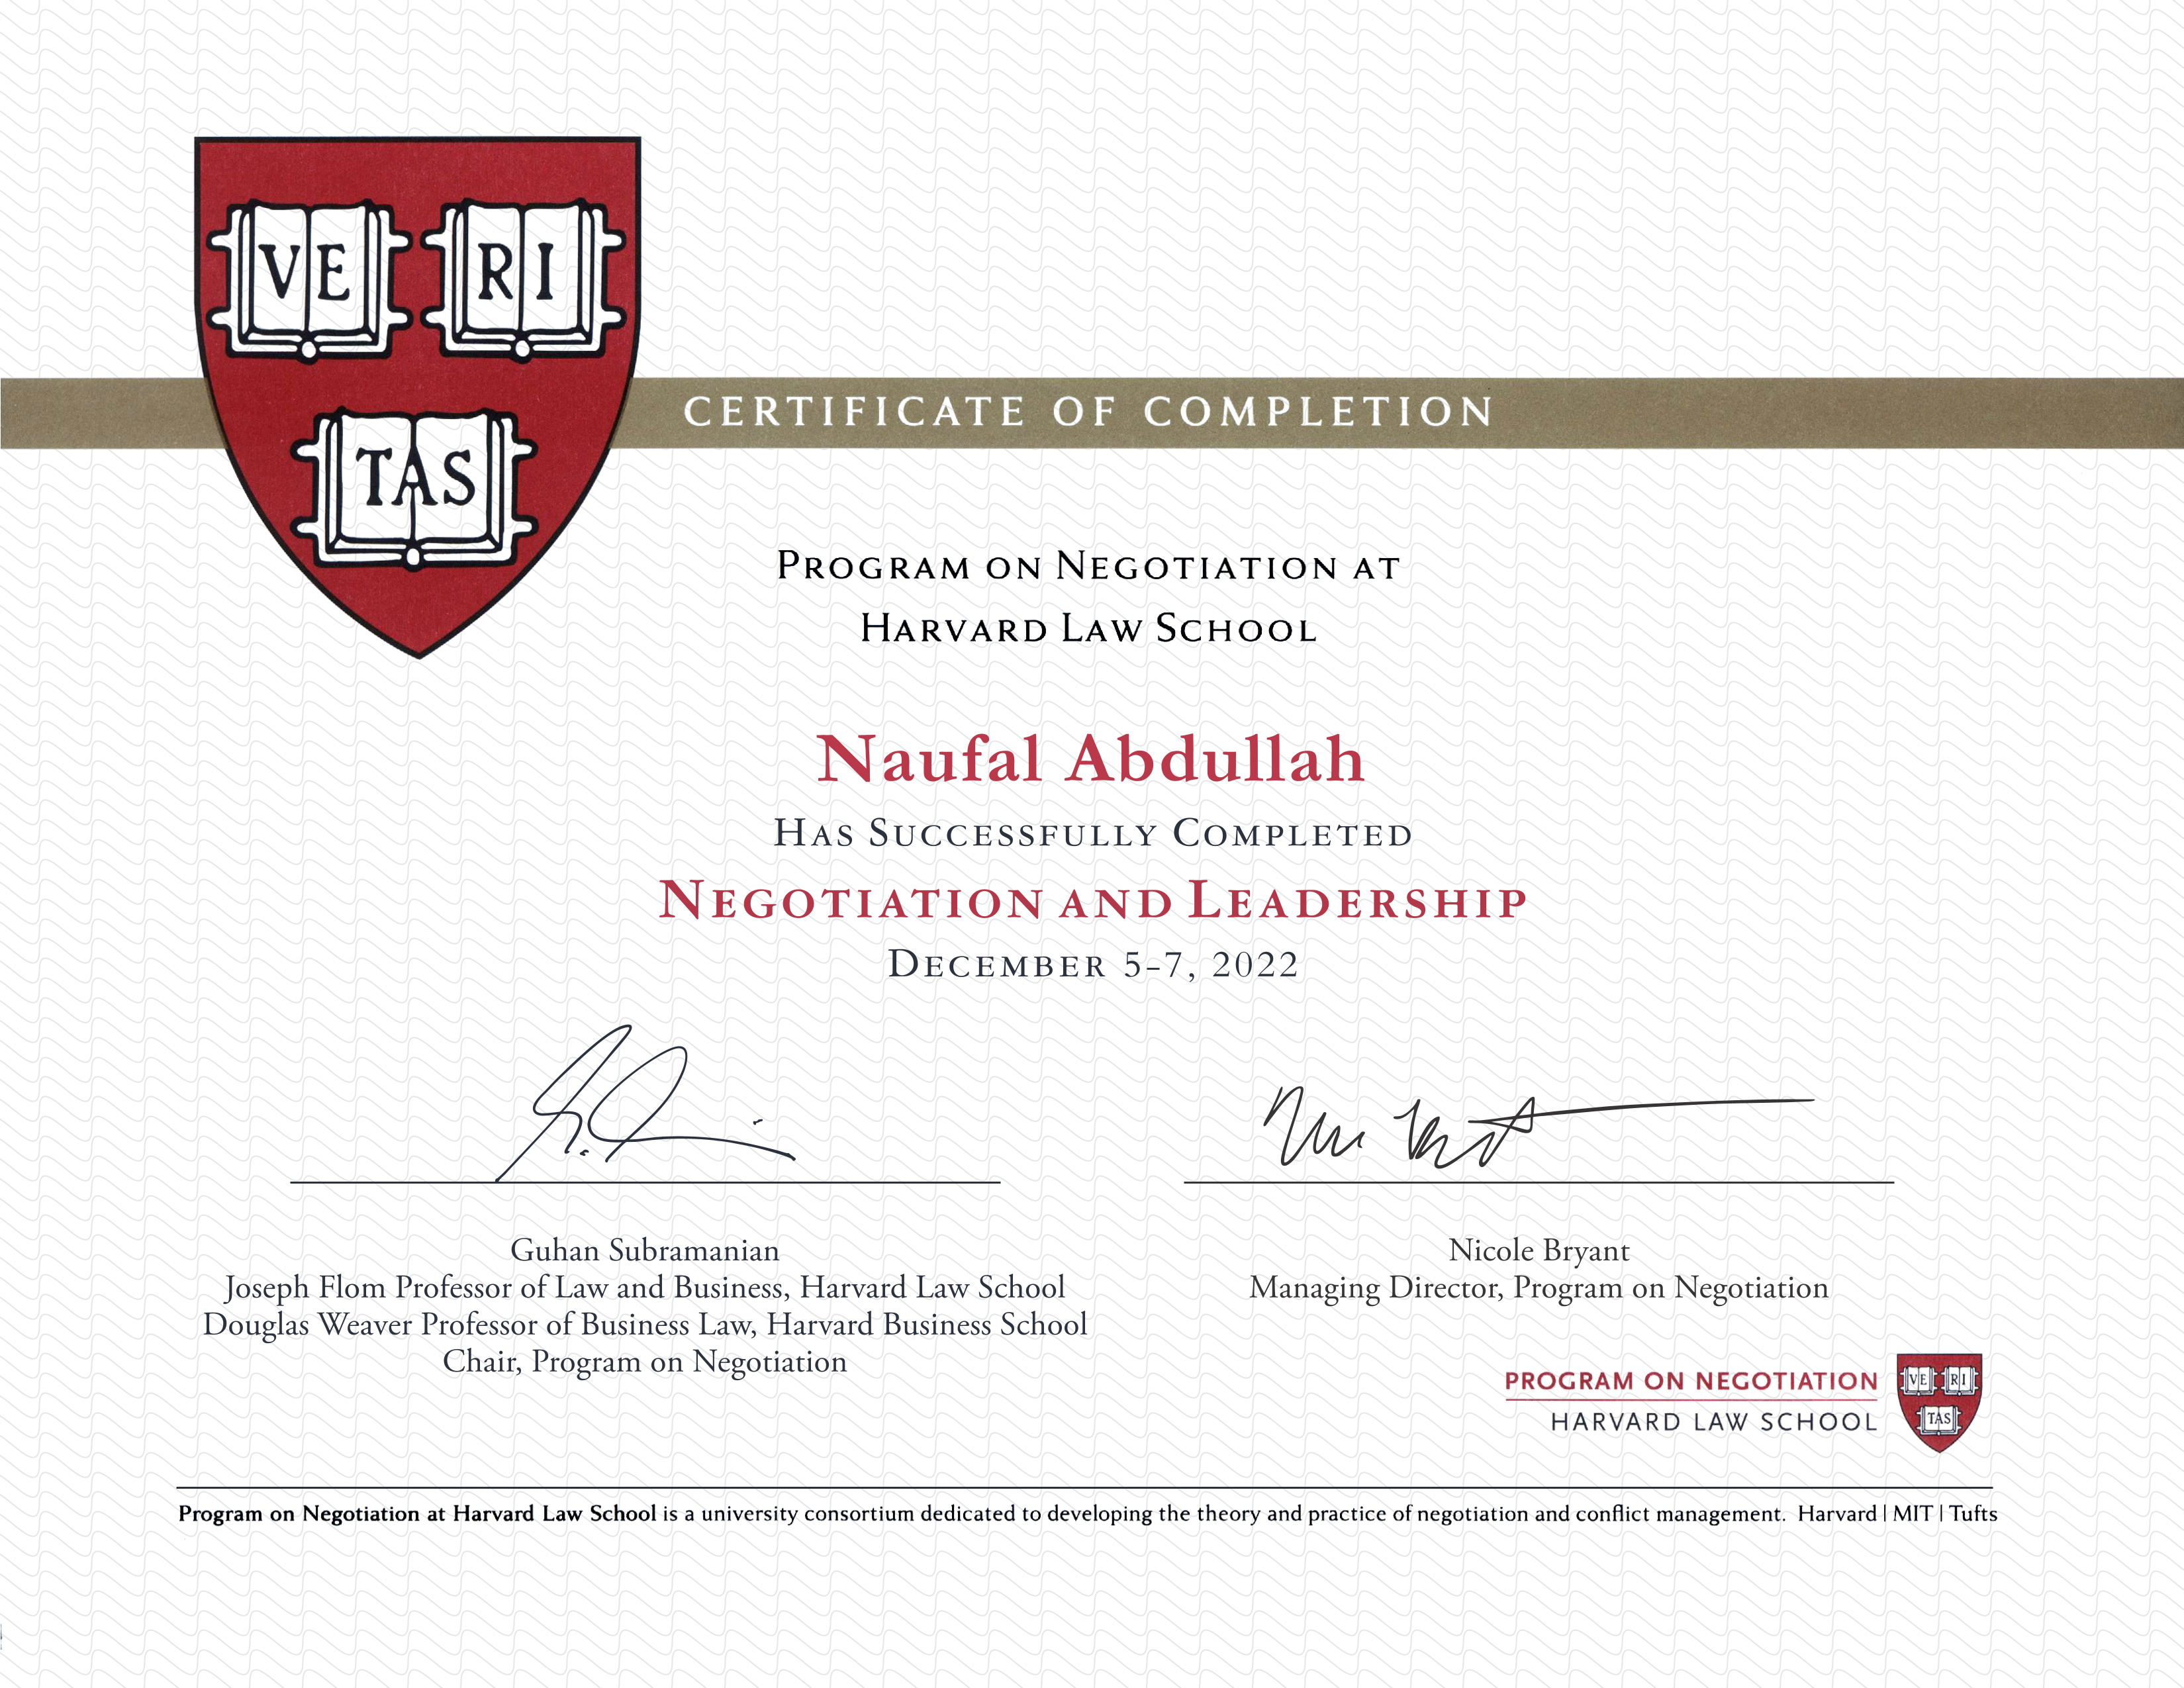 VE RI
TAS
CERTIFICATE OF COMPLETION
PROGRAM ON NEGOTIATION AT
HARVARD LAW SCHOOL
Naufal Abdullah
HAS SUCCESSFULLY COMPLETED
NEGOTIATION AND LEADERSHIP
DECEMBER 5-7, 2022
Guhan Subramanian
Joseph Flom Professor of Law and Business, Harvard Law School
Douglas Weaver Professor of Business Law, Harvard Business School
Chair, Program on Negotiation
Nicole Bryant
Managing Director, Program on Negotiation
PROGRAM ON NEGOTIATION
HARVARD LAW SCHOOL
VE RI
TAS
Program on Negotiation at Harvard Law School is a university consortium dedicated to developing the theory and practice of negotiation and conflict management. Harvard | MIT | Tufts